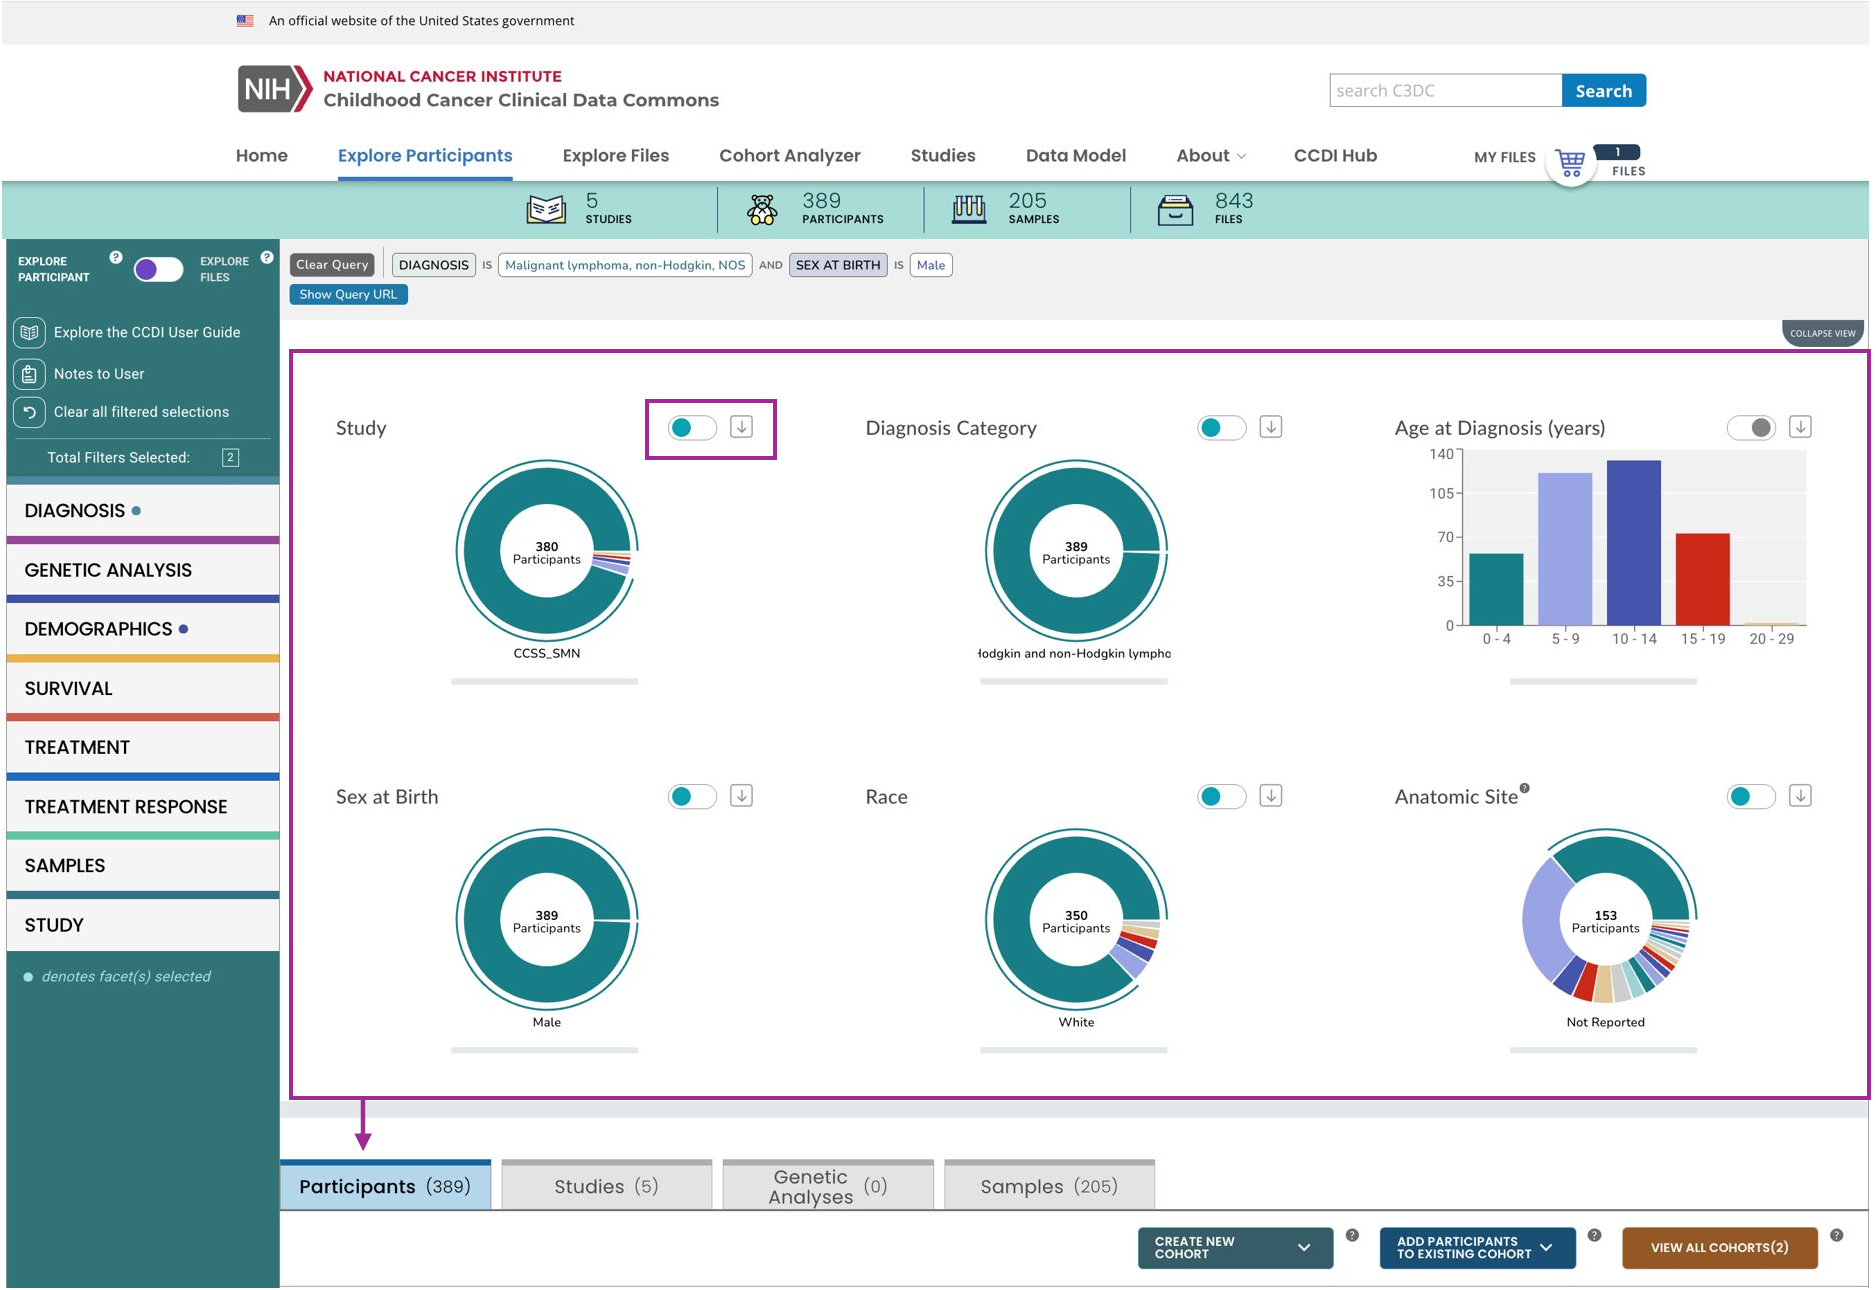 An official website of the United States government
NIH
NATIONAL CANCER INSTITUTE
Childhood Cancer Clinical Data Commons
search C3DC
Search
Home
Explore Participants
Explore Files
Cohort Analyzer
Studies
Data Model
About
CCDI Hub
MY FILES
1
FILES
5
STUDIES
389
PARTICIPANTS
205
SAMPLES
843
FILES
EXPLORE
PARTICIPANT
?
EXPLORE
FILES
?
Clear Query
DIAGNOSIS IS Malignant lymphoma, non-Hodgkin, NOS AND SEX AT BIRTH IS Male
Show Query URL
Explore the CCDI User Guide
Notes to User
Clear all filtered selections
Total Filters Selected: 2
DIAGNOSIS
GENETIC ANALYSIS
DEMOGRAPHICS
SURVIVAL
TREATMENT
TREATMENT RESPONSE
SAMPLES
STUDY
denotes facet(s) selected
COLLAPSE VIEW
Study
380
Participants
CCSS_SMN
Diagnosis Category
389
Participants
Hodgkin and non-Hodgkin lympho
Age at Diagnosis (years)
140
105
70
35
0
0 - 4
5 - 9
10 - 14
15 - 19
20 - 29
Sex at Birth
389
Participants
Male
Race
350
Participants
White
Anatomic Site ?
153
Participants
Not Reported
Participants (389)
Studies (5)
Genetic
Analyses (0)
Samples (205)
CREATE NEW
COHORT
?
ADD PARTICIPANTS
TO EXISTING COHORT
?
VIEW ALL COHORTS(2)
?